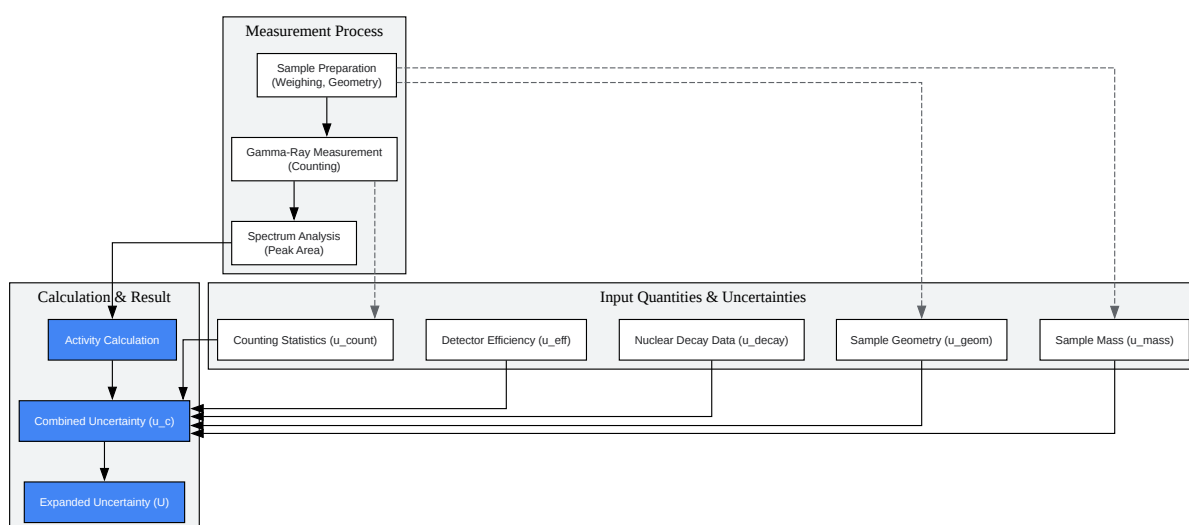 Measurement Process
Sample Preparation
(Weighing, Geometry)
Gamma-Ray Measurement
(Counting)
Spectrum Analysis
(Peak Area)
Calculation & Result
Input Quantities & Uncertainties
Activity Calculation
Counting Statistics (u_count)
Detector Efficiency (u_eff)
Nuclear Decay Data (u_decay)
Sample Geometry (u_geom)
Sample Mass (u_mass)
Combined Uncertainty (u_c)
Expanded Uncertainty (U)